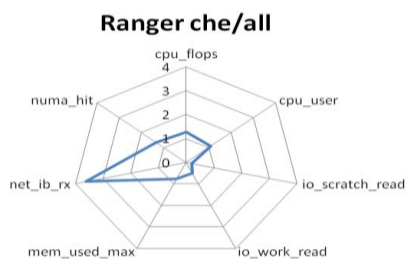 Ranger che/all
cpu_flops
4
3
numa_hit
cpu_user
2
1
0
net_ib_rx
io_scratch_read
mem_used_max
io_work_read